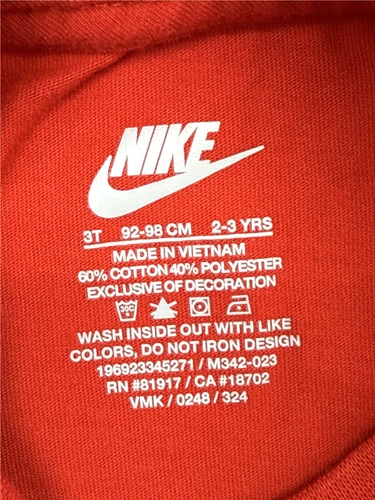 NIKE
3T 92-98 CM 2-3 YRS
MADE IN VIETNAM
60% COTTON 40% POLYESTER
EXCLUSIVE OF DECORATION
30C
WASH INSIDE OUT WITH LIKE
COLORS, DO NOT IRON DESIGN
196923345271 / M342-023
RN #81917 / CA #18702
VMK / 0248 / 324